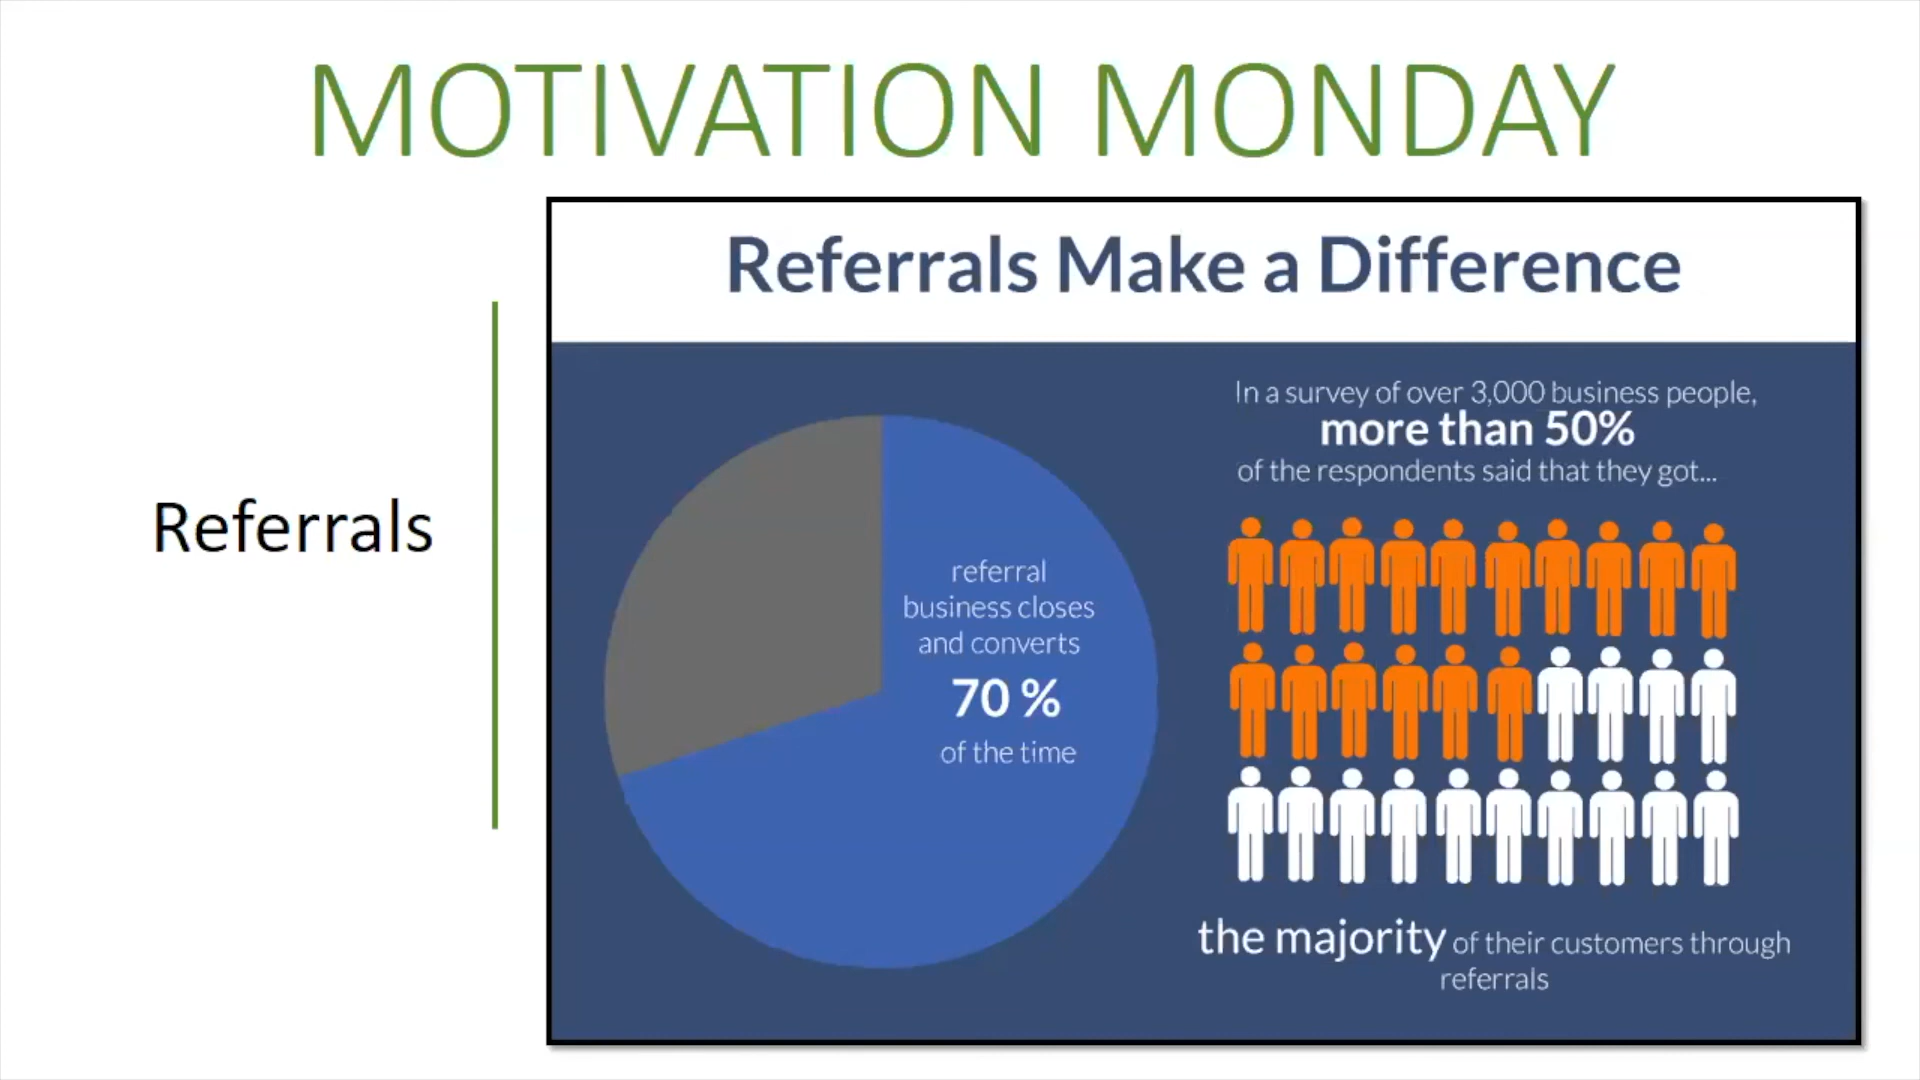 MOTIVATION MONDAY
Referrals
Referrals Make a Difference
referral
business closes
and converts
70 %
of the time
In a survey of over 3,000 business people,
more than 50%
of the respondents said that they got...
the majority of their customers through
referrals